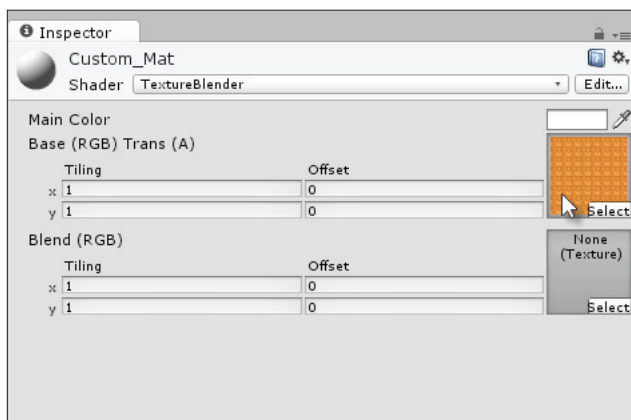 Inspector
Custom_Mat
Shader TextureBlender Edit...
Main Color
Base (RGB) Trans (A)
Tiling Offset
x 1 0
y 1 0
Select
Blend (RGB)
None
(Texture)
Tiling Offset
x 1 0
y 1 0
Select